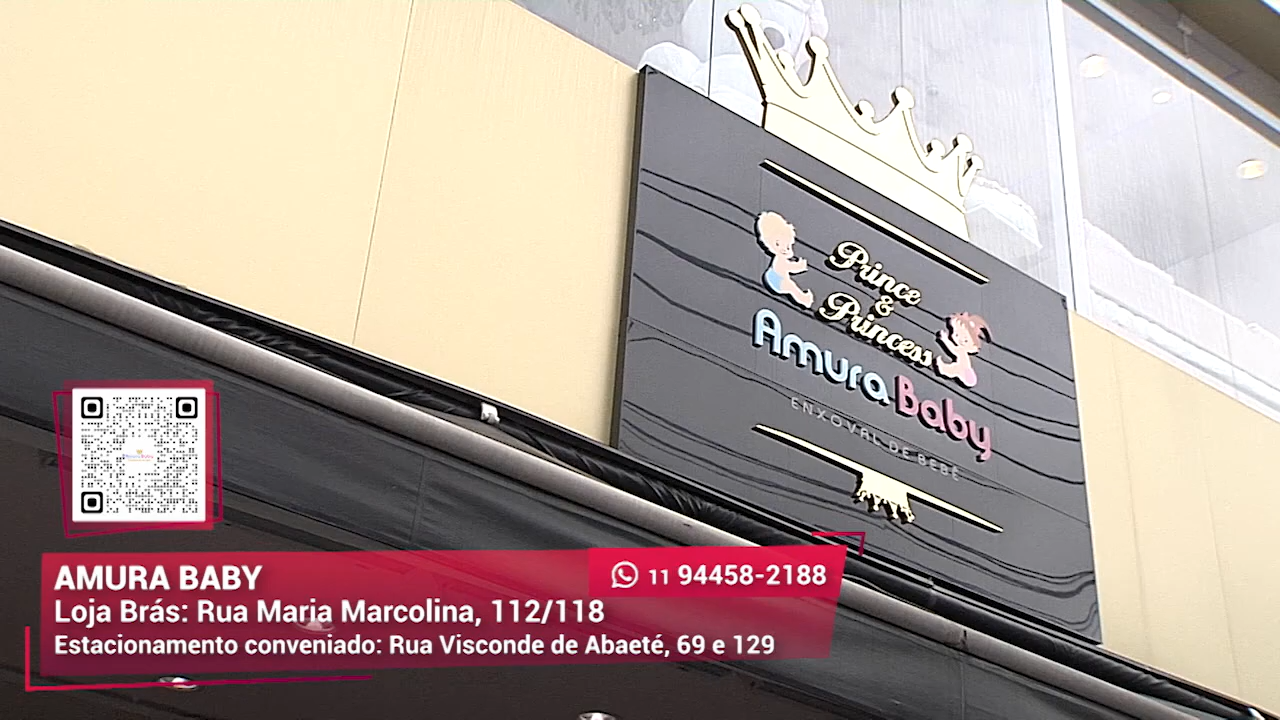 Prince
&
Princess
Amura Baby
ENXOVAL DE BEBÊ
AMURA BABY
11 94458-2188
Loja Brás: Rua Maria Marcolina, 112/118
Estacionamento conveniado: Rua Visconde de Abaeté, 69 e 129